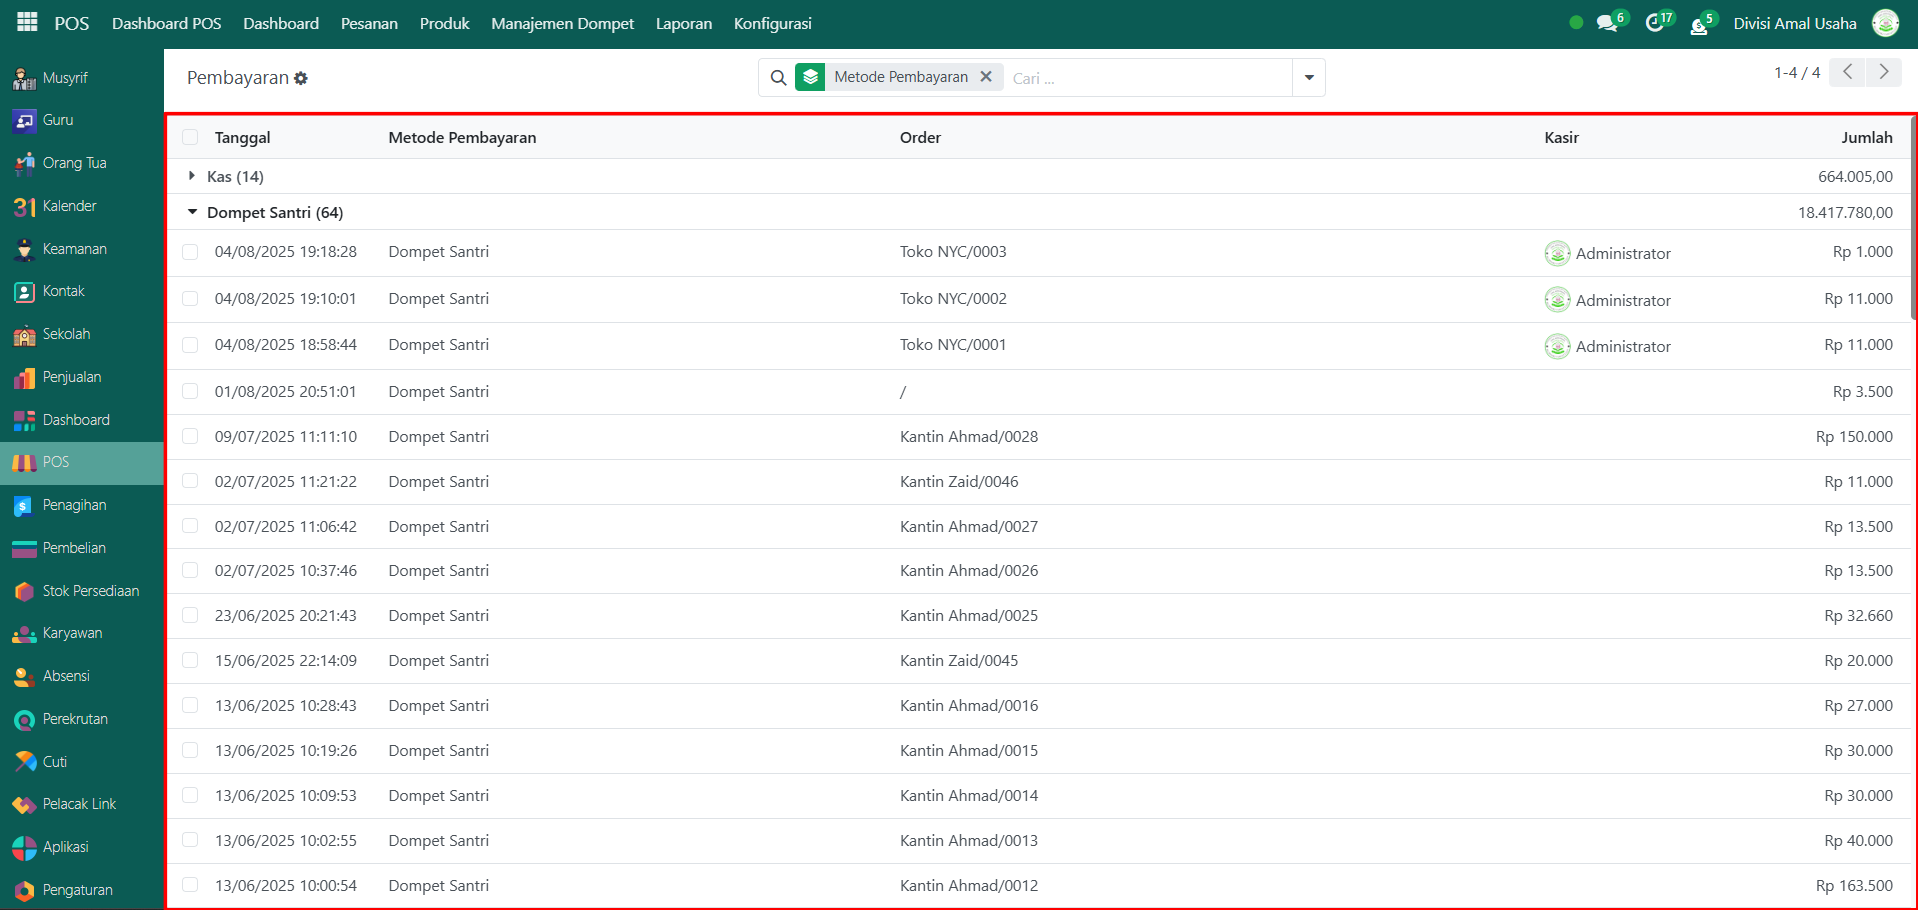 POS Dashboard POS Dashboard Pesanan Produk Manajemen Dompet Laporan Konfigurasi 6 17 5 Divisi Amal Usaha
Musyrif
Guru
Orang Tua
31 Kalender
Keamanan
Kontak
Sekolah
Penjualan
Dashboard
POS
Penagihan
Pembelian
Stok Persediaan
Karyawan
Absensi
Perekrutan
Cuti
Pelacak Link
Aplikasi
Pengaturan
Pembayaran Metode Pembayaran Cari ... 1-4 / 4
Tanggal Metode Pembayaran Order Kasir Jumlah
Kas (14) 664.005,00
Dompet Santri (64) 18.417.780,00
04/08/2025 19:18:28 Dompet Santri Toko NYC/0003 Administrator Rp 1.000
04/08/2025 19:10:01 Dompet Santri Toko NYC/0002 Administrator Rp 11.000
04/08/2025 18:58:44 Dompet Santri Toko NYC/0001 Administrator Rp 11.000
01/08/2025 20:51:01 Dompet Santri / Rp 3.500
09/07/2025 11:11:10 Dompet Santri Kantin Ahmad/0028 Rp 150.000
02/07/2025 11:21:22 Dompet Santri Kantin Zaid/0046 Rp 11.000
02/07/2025 11:06:42 Dompet Santri Kantin Ahmad/0027 Rp 13.500
02/07/2025 10:37:46 Dompet Santri Kantin Ahmad/0026 Rp 13.500
23/06/2025 20:21:43 Dompet Santri Kantin Ahmad/0025 Rp 32.660
15/06/2025 22:14:09 Dompet Santri Kantin Zaid/0045 Rp 20.000
13/06/2025 10:28:43 Dompet Santri Kantin Ahmad/0016 Rp 27.000
13/06/2025 10:19:26 Dompet Santri Kantin Ahmad/0015 Rp 30.000
13/06/2025 10:09:53 Dompet Santri Kantin Ahmad/0014 Rp 30.000
13/06/2025 10:02:55 Dompet Santri Kantin Ahmad/0013 Rp 40.000
13/06/2025 10:00:54 Dompet Santri Kantin Ahmad/0012 Rp 163.500